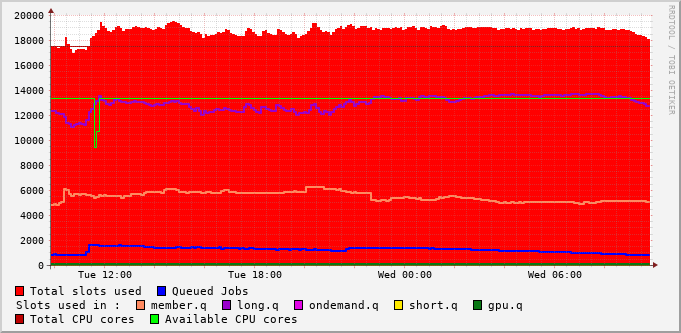 20000
18000
16000
14000
12000
10000
8000
6000
4000
2000
0
Tue 12:00 Tue 18:00 Wed 00:00 Wed 06:00
RRDTOOL / TOBI OETIKER
Total slots used Queued Jobs
Slots used in : member.q long.q ondemand.q short.q gpu.q
Total CPU cores Available CPU cores